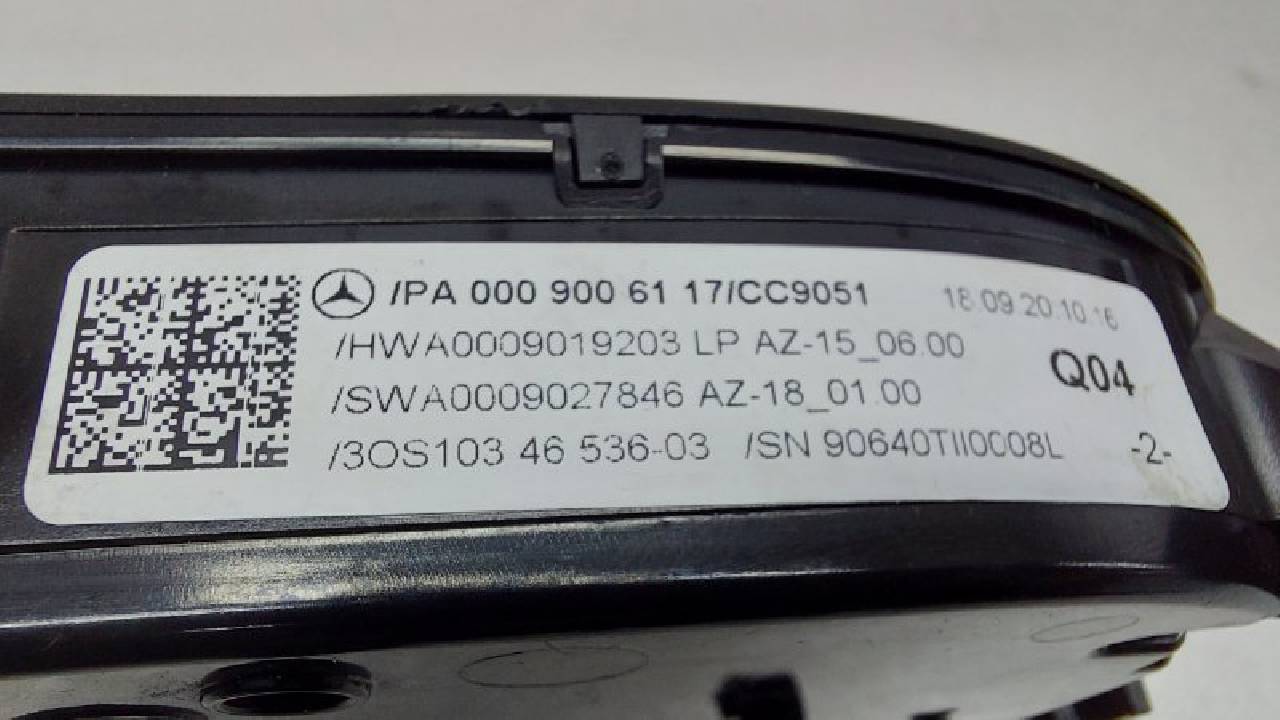 /PA 000 900 61 17/CC9051 18.09.20.10.16
/HWA0009019203 LP AZ-15_06.00
/SWA0009027846 AZ-18_01.00 Q04
/3OS103 46 536-03 /SN 90640TII0008L -2-